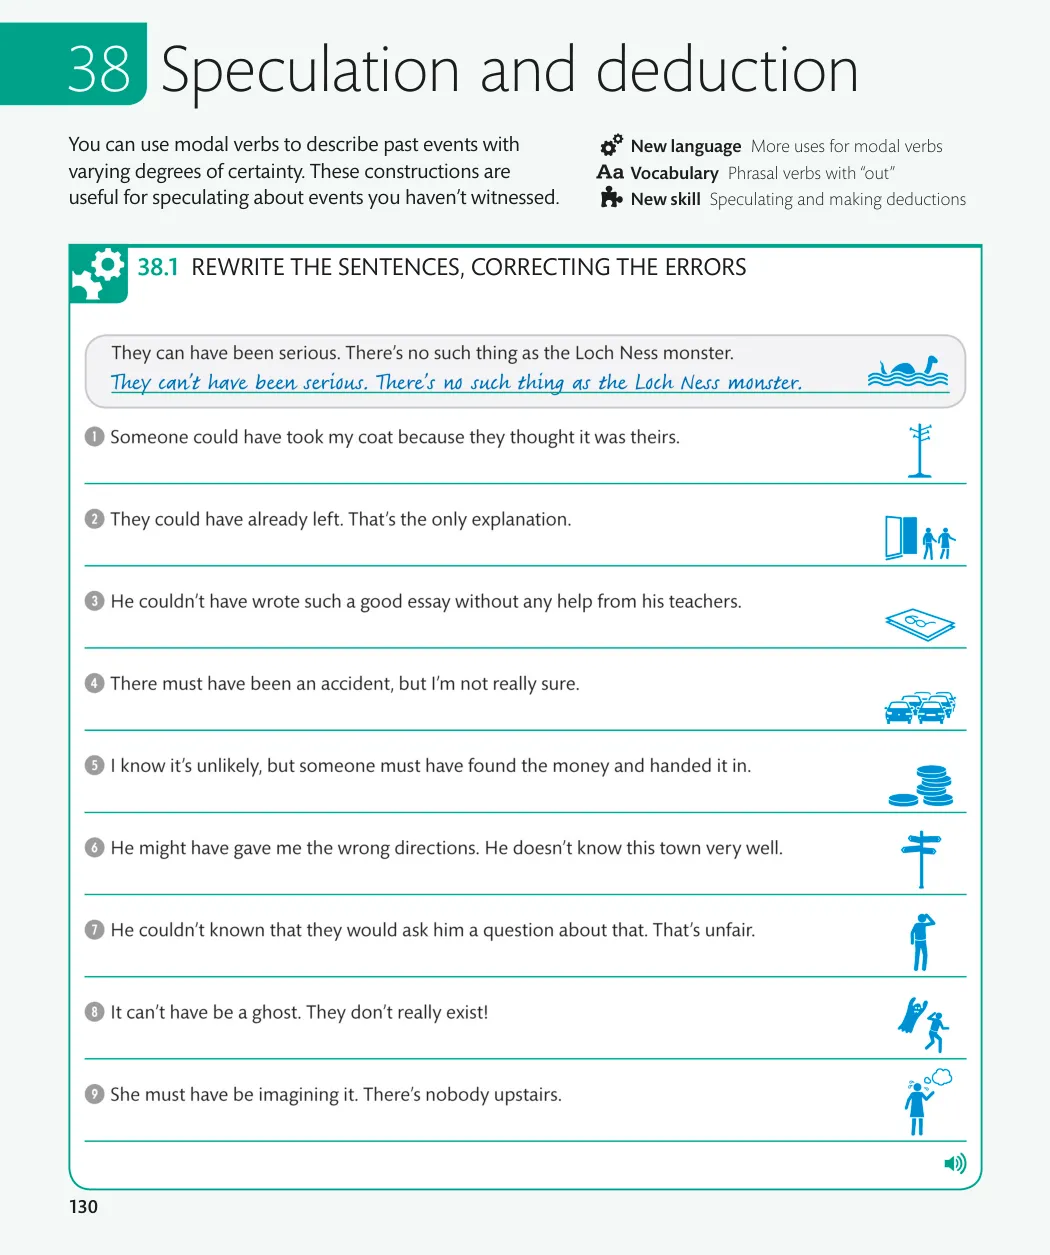 38 Speculation and deduction
You can use modal verbs to describe past events with
varying degrees of certainty. These constructions are
useful for speculating about events you haven’t witnessed.
New language More uses for modal verbs
Aa Vocabulary Phrasal verbs with “out”
New skill Speculating and making deductions
38.1 REWRITE THE SENTENCES, CORRECTING THE ERRORS
They can have been serious. There’s no such thing as the Loch Ness monster.
They can’t have been serious. There’s no such thing as the Loch Ness monster.
1 Someone could have took my coat because they thought it was theirs.
2 They could have already left. That’s the only explanation.
3 He couldn’t have wrote such a good essay without any help from his teachers.
4 There must have been an accident, but I’m not really sure.
5 I know it’s unlikely, but someone must have found the money and handed it in.
6 He might have gave me the wrong directions. He doesn’t know this town very well.
7 He couldn’t known that they would ask him a question about that. That’s unfair.
8 It can’t have be a ghost. They don’t really exist!
9 She must have be imagining it. There’s nobody upstairs.
130